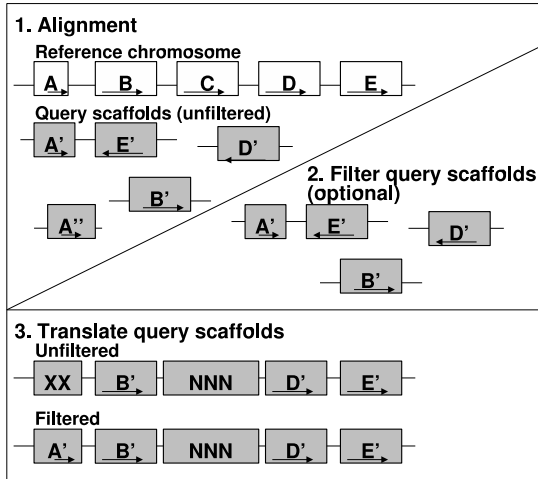 1. Alignment
Reference chromosome
A B C D E
Query scaffolds (unfiltered)
A' E' D'
B'
A''
2. Filter query scaffolds
(optional)
A' E' D'
B'
3. Translate query scaffolds
Unfiltered
XX B' NNN D' E'
Filtered
A' B' NNN D' E'